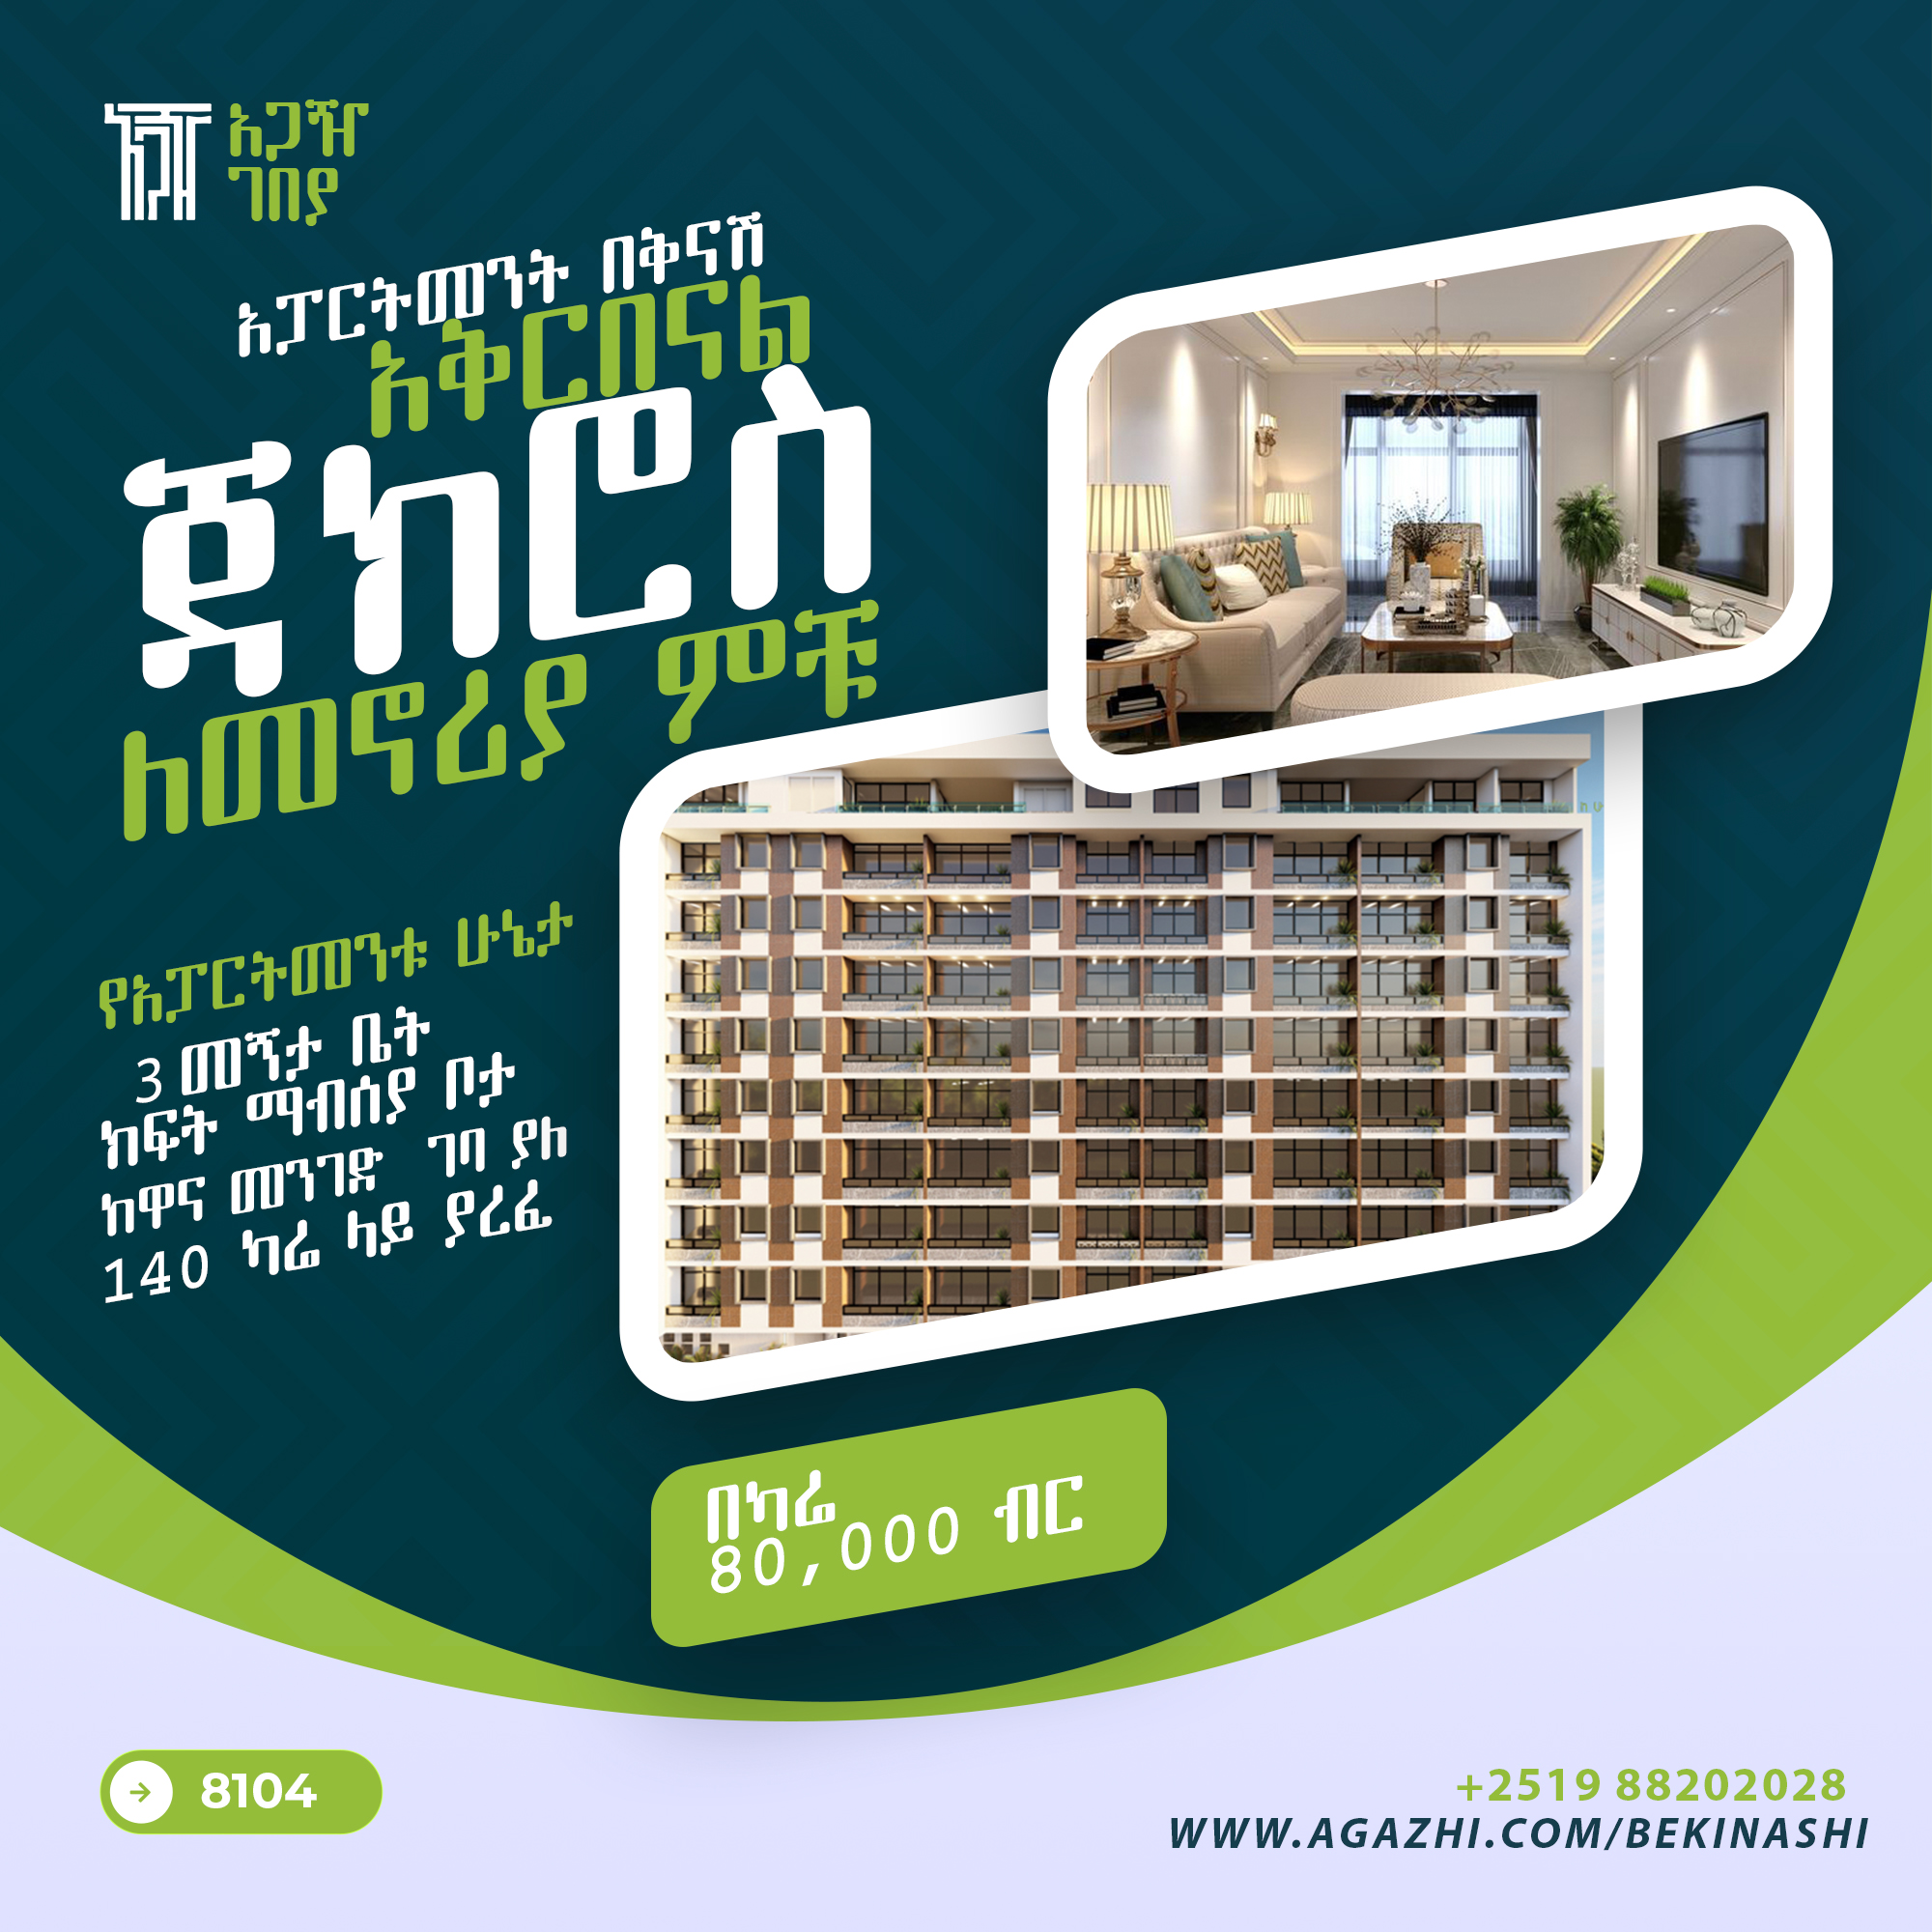 አጋዥ
ገበያ
አፓርትመንት በቅናሽ
አቅርበናል
ጃክሮስ
ለመኖሪያ ምቹ
የአፓርትመንቱ ሁኔታ
3 መኝታ ቤት
ክፍት ማብሰያ ቦታ
ከዋና መንገድ ገባ ያለ
140 ካሬ ላይ ያረፈ
በካሬ
80,000 ብር
8104
+2519 88202028
WWW.AGAZHI.COM/BEKINASHI